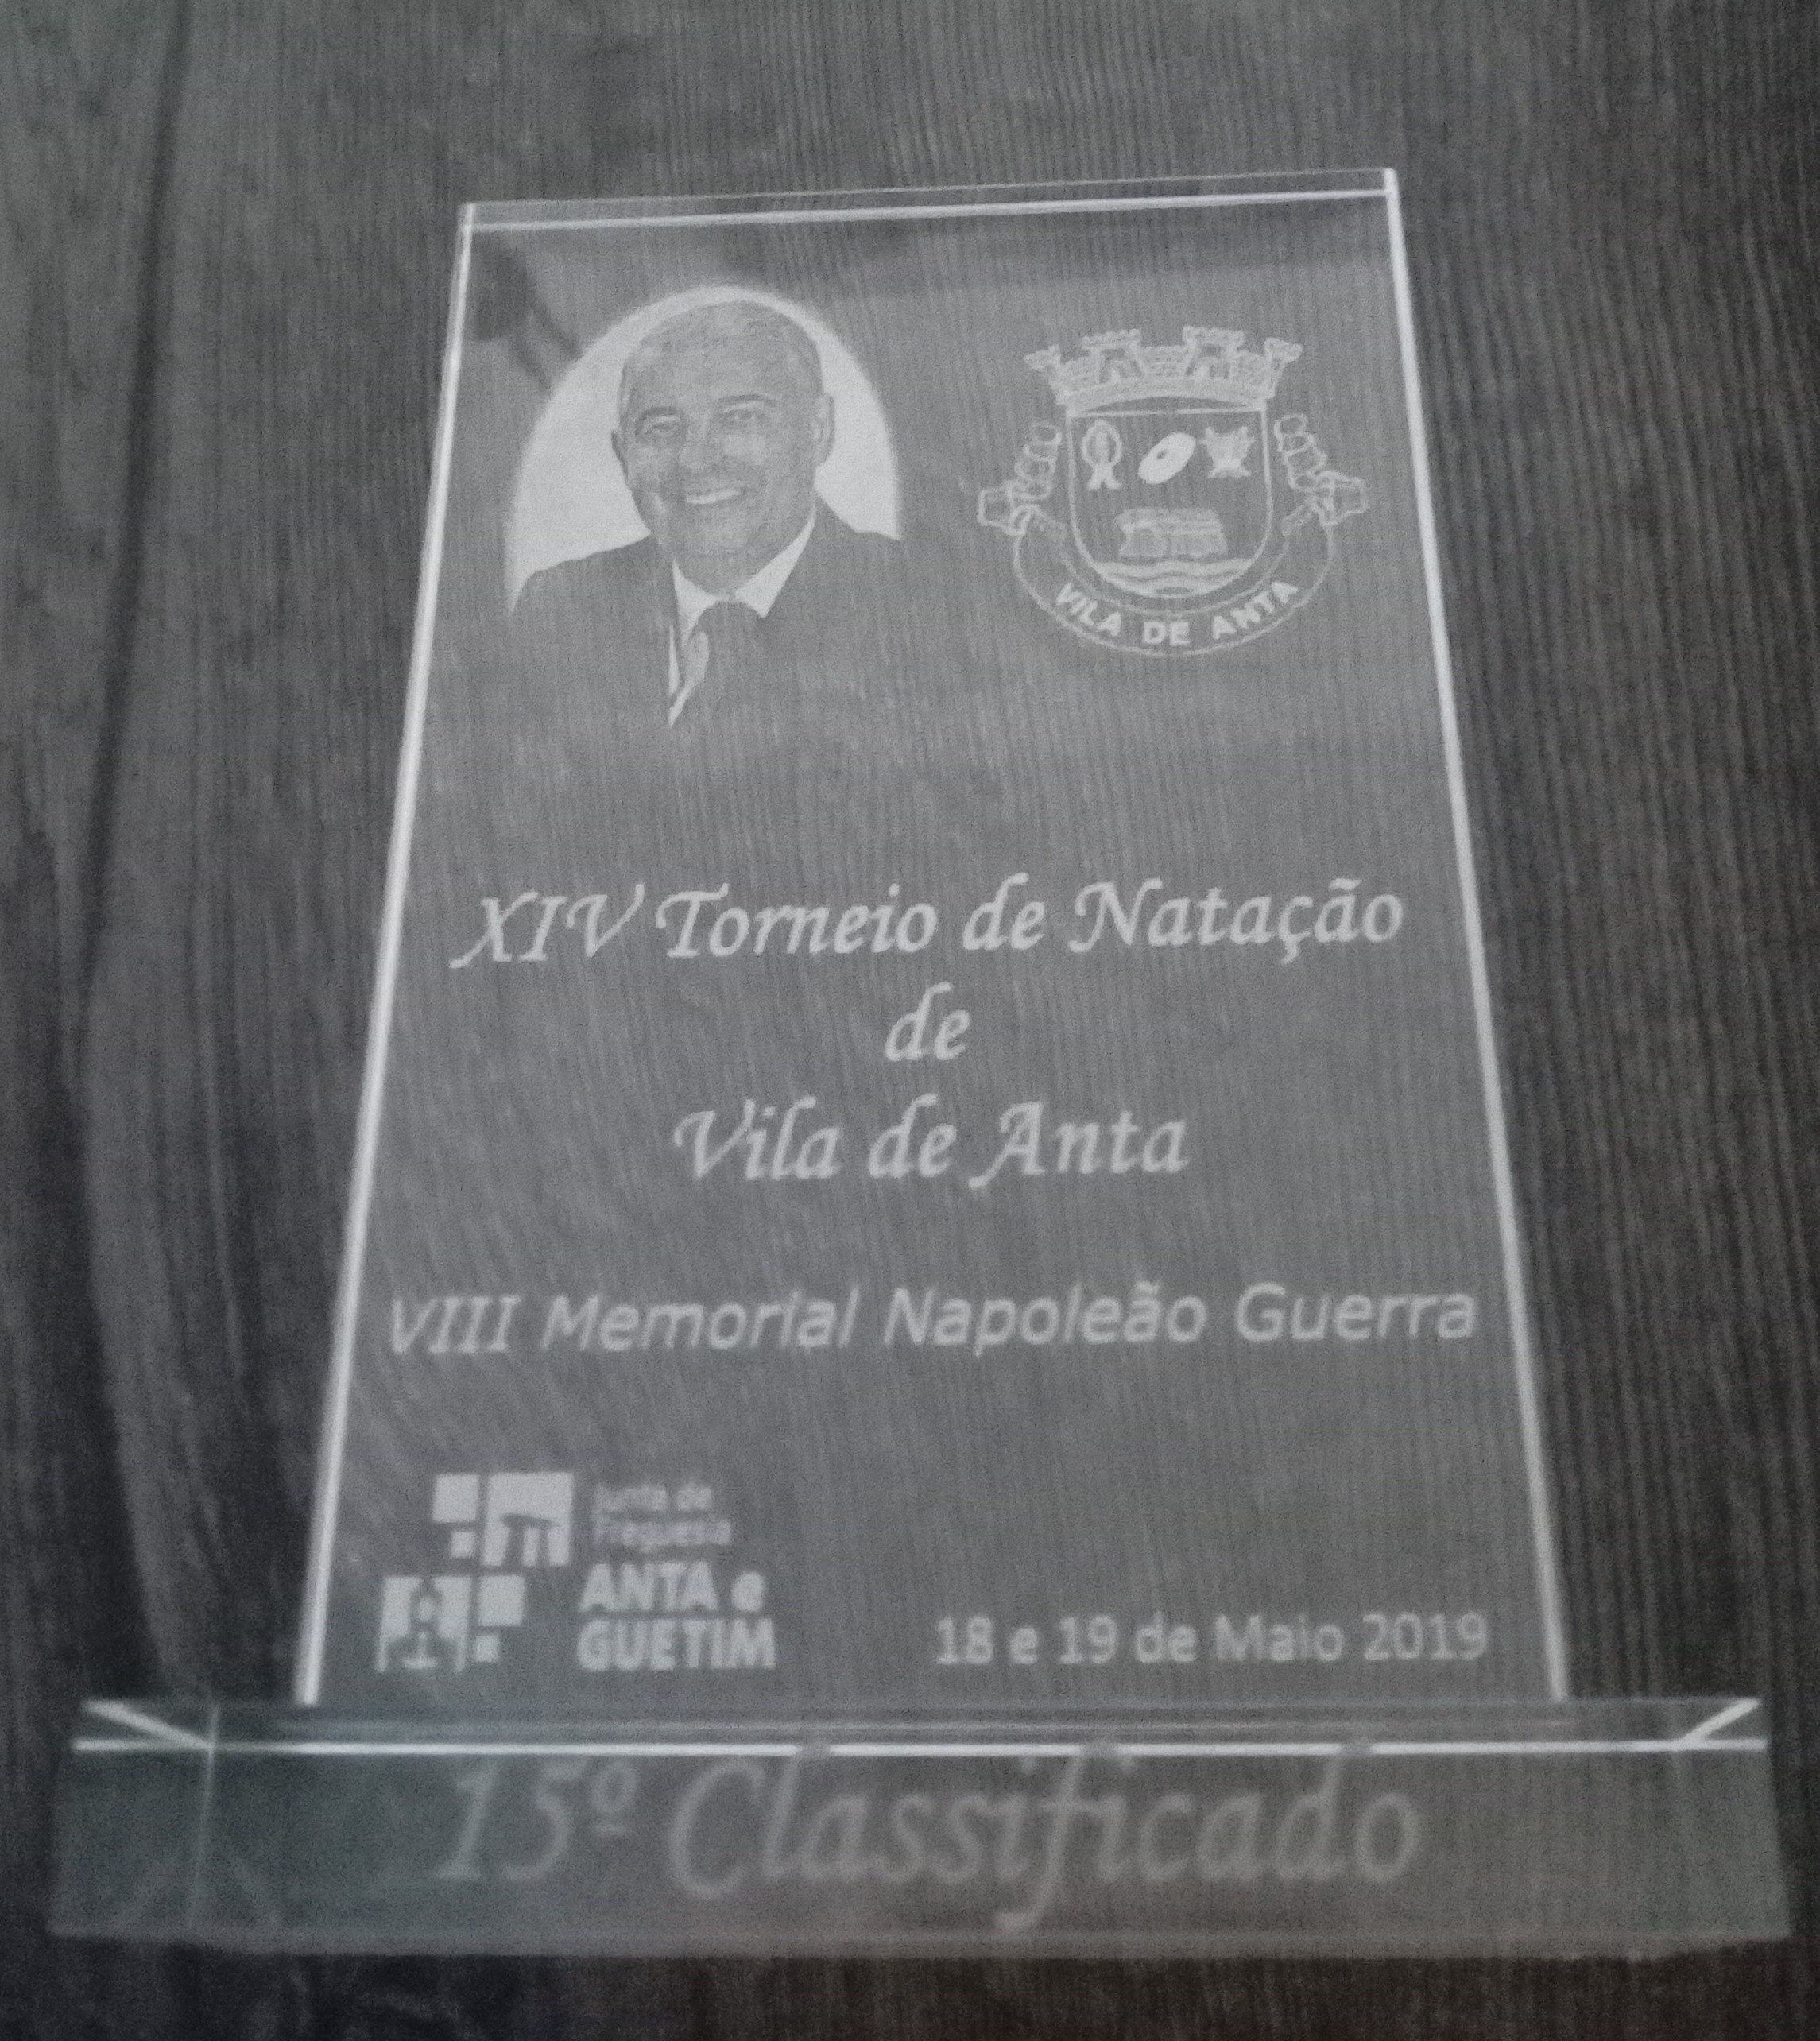 VILA DE ANTA
XIV Torneio de Natação
de
Vila de Anta
VIII Memorial Napoleão Guerra
Junta de
Freguesia
ANTA e
GUETIM
18 e 19 de Maio 2019
15º Classificado